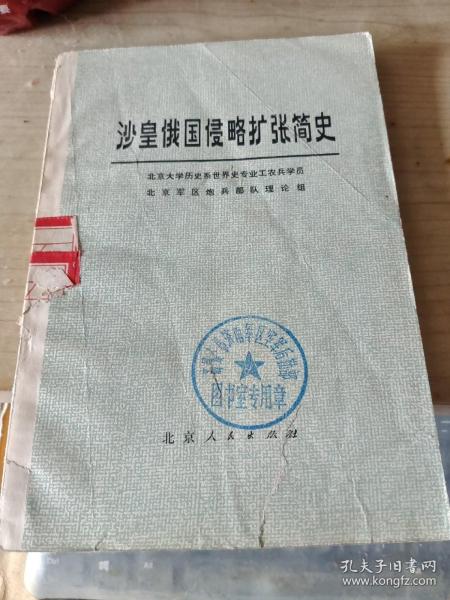 沙皇俄国侵略扩张简史
北京大学历史系世界史专业工农兵学员
北京军区炮兵部队理论组
图书室专用章
北京人民出版社
孔夫子旧书网
www.kongfz.com